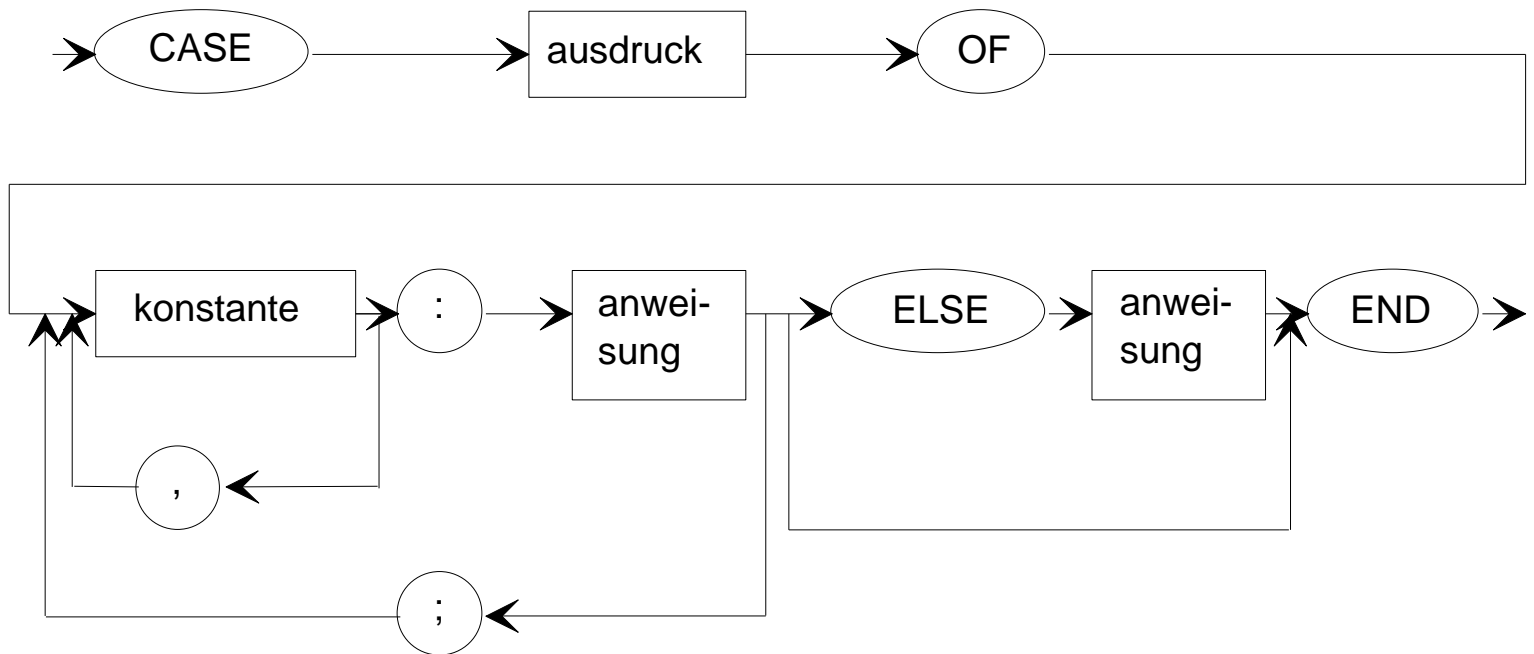 CASE
ausdruck
OF
konstante
:
anwei-
sung
ELSE
anwei-
sung
END
,
;